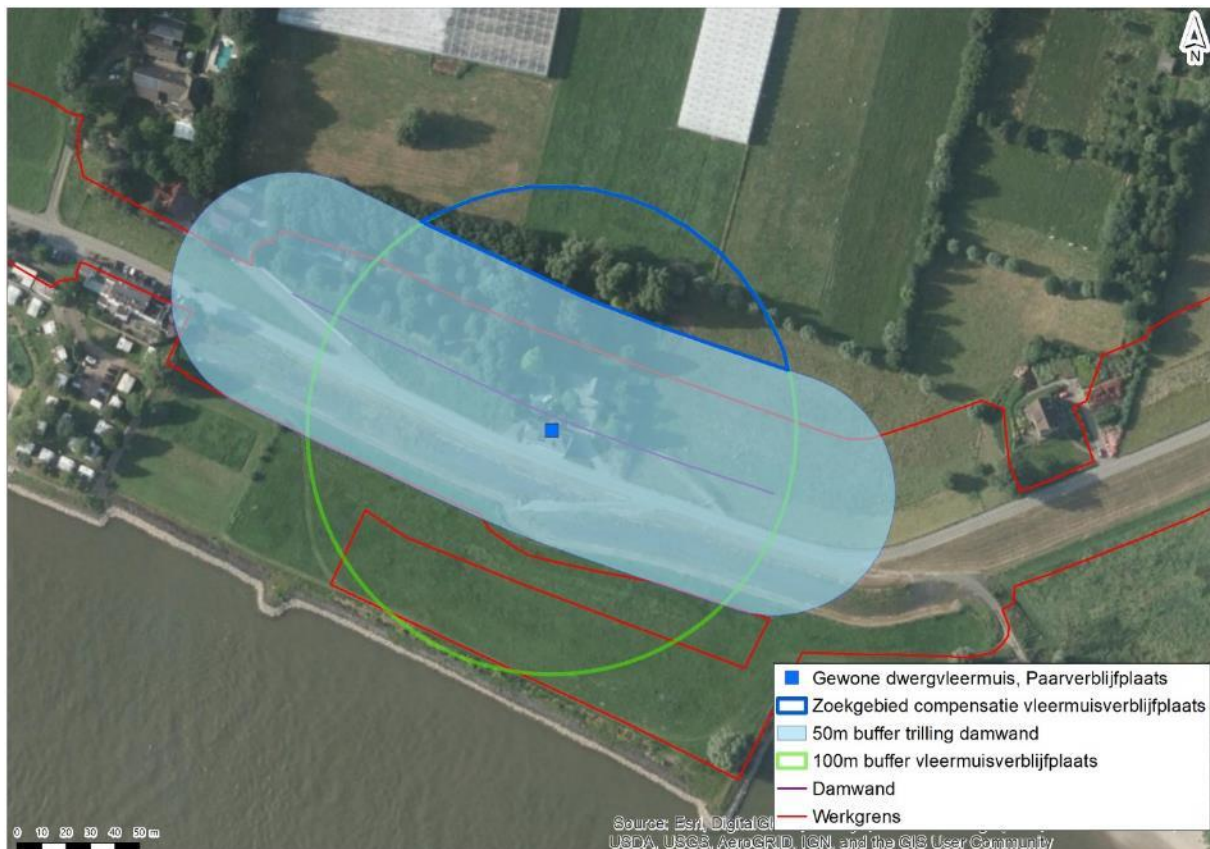 N
Gewone dwergvleermuis, Paarverblijfplaats
Zoekgebied compensatie vleermuisverblijfplaats
50m buffer trilling damwand
100m buffer vleermuisverblijfplaats
Damwand
Werkgrens
0 10 20 30 40 50 m
Source: Esri, DigitalGl
USDA, USGS, AeroGRID, IGN, and the GIS User Community